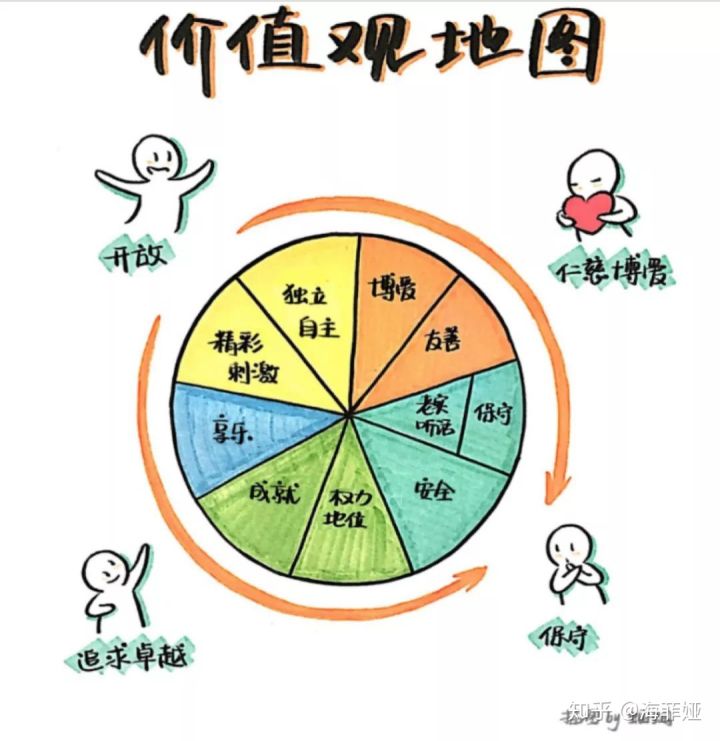 价值观地图
开放
仁慈博爱
独立
自主
博爱
精彩
刺激
友善
享乐
老实
听话
保守
成就
权力
地位
安全
追求卓越
保守
知乎 @海菲娅
by